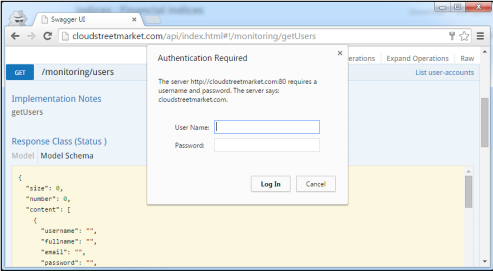 Swagger UI
cloudstreetmarket.com/api/index.html#!/monitoring/getUsers
Authentication Required
The server http://cloudstreetmarket.com:80 requires a
username and password. The server says:
cloudstreetmarket.com.
User Name:
Password:
Log In
Cancel
erations
Expand Operations
Raw
GET
/monitoring/users
List user-accounts
Implementation Notes
getUsers
Response Class (Status )
Model
Model Schema
{
"size": 0,
"number": 0,
"content": [
{
"username": "",
"fullname": "",
"email": "",
"password": "",